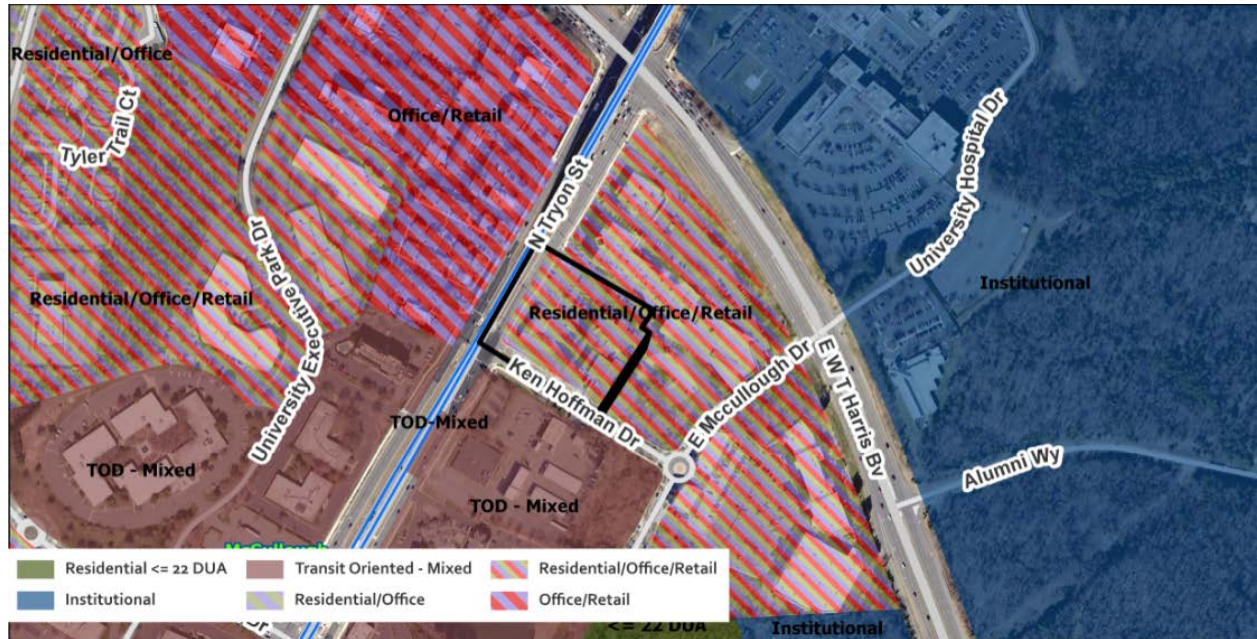 Residential/Office
Tyler Trail Ct
Office/Retail
N Tryon St
University Hospital Dr
Residential/Office/Retail
University Executive Park Dr
Residential/Office/Retail
Institutional
Ken Hoffman Dr
E Mccullough Dr
E W T Harris Bv
TOD-Mixed
TOD - Mixed
TOD - Mixed
Alumni Wy
McCullough
Residential <= 22 DUA
Transit Oriented - Mixed
Residential/Office/Retail
Institutional
Residential/Office
Office/Retail
Dr
<= 22 DUA
Institutional